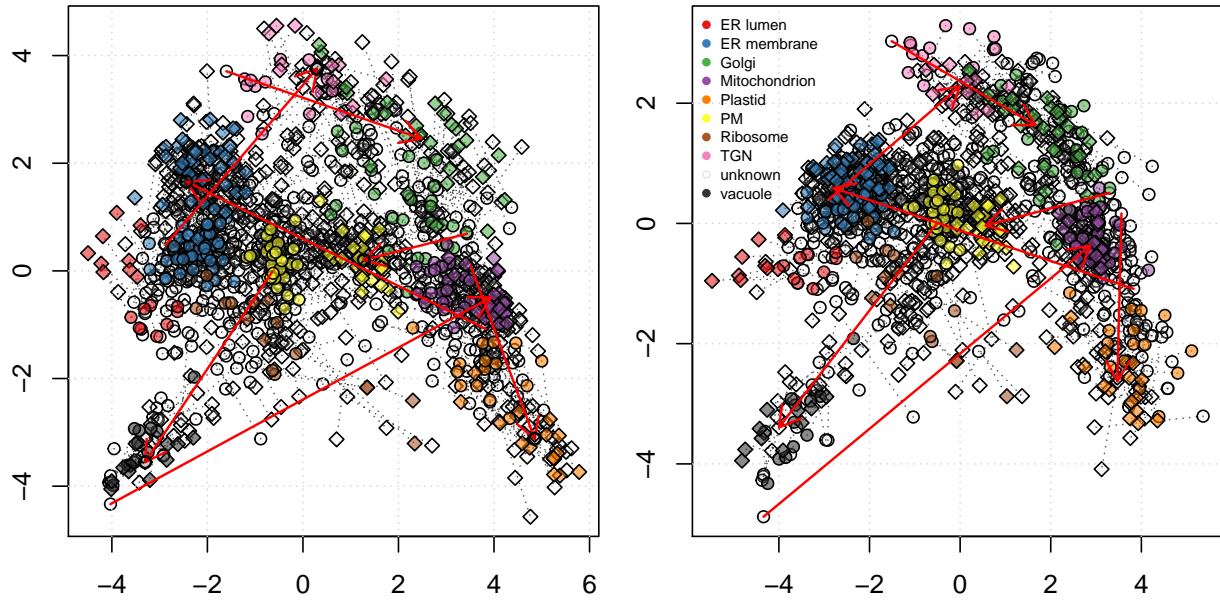 4
2
0
−2
−4
−4 −2 0 2 4 6
ER lumen
ER membrane
Golgi
Mitochondrion
Plastid
PM
Ribosome
TGN
unknown
vacuole
2
0
−2
−4
−4 −2 0 2 4